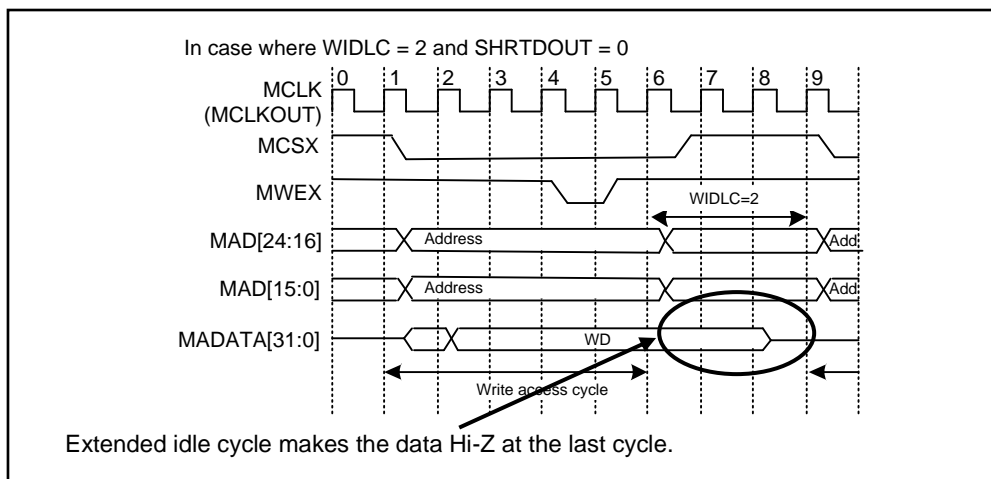 In case where WIDLC = 2 and SHRTDOUT = 0
0 1 2 3 4 5 6 7 8 9
MCLK
(MCLKOUT)
MCSX
MWEX
WIDLC=2
MAD[24:16] Address Add
MAD[15:0] Address Add
MADATA[31:0] WD
Write access cycle
Extended idle cycle makes the data Hi-Z at the last cycle.